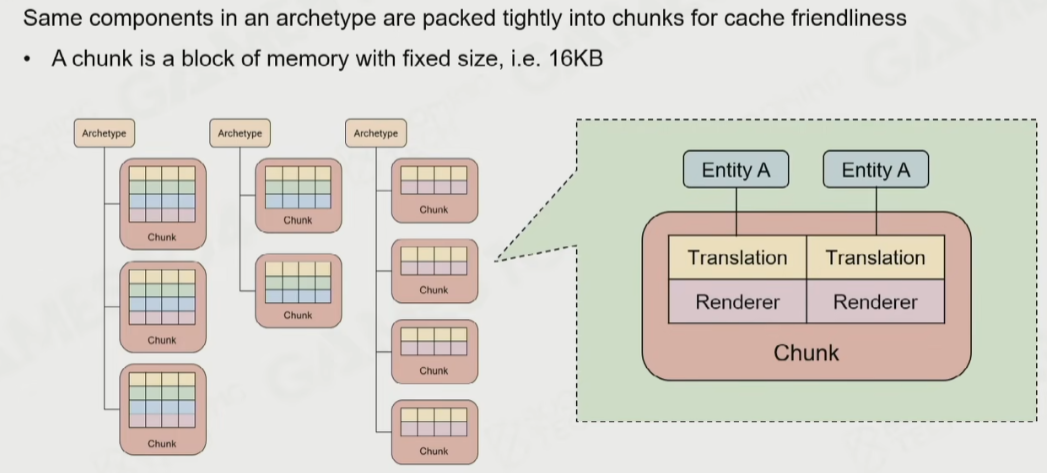 Same components in an archetype are packed tightly into chunks for cache friendliness
• A chunk is a block of memory with fixed size, i.e. 16KB
Archetype
Chunk
Chunk
Chunk
Archetype
Chunk
Chunk
Archetype
Chunk
Chunk
Chunk
Chunk
Entity A Entity A
Translation Translation
Renderer Renderer
Chunk